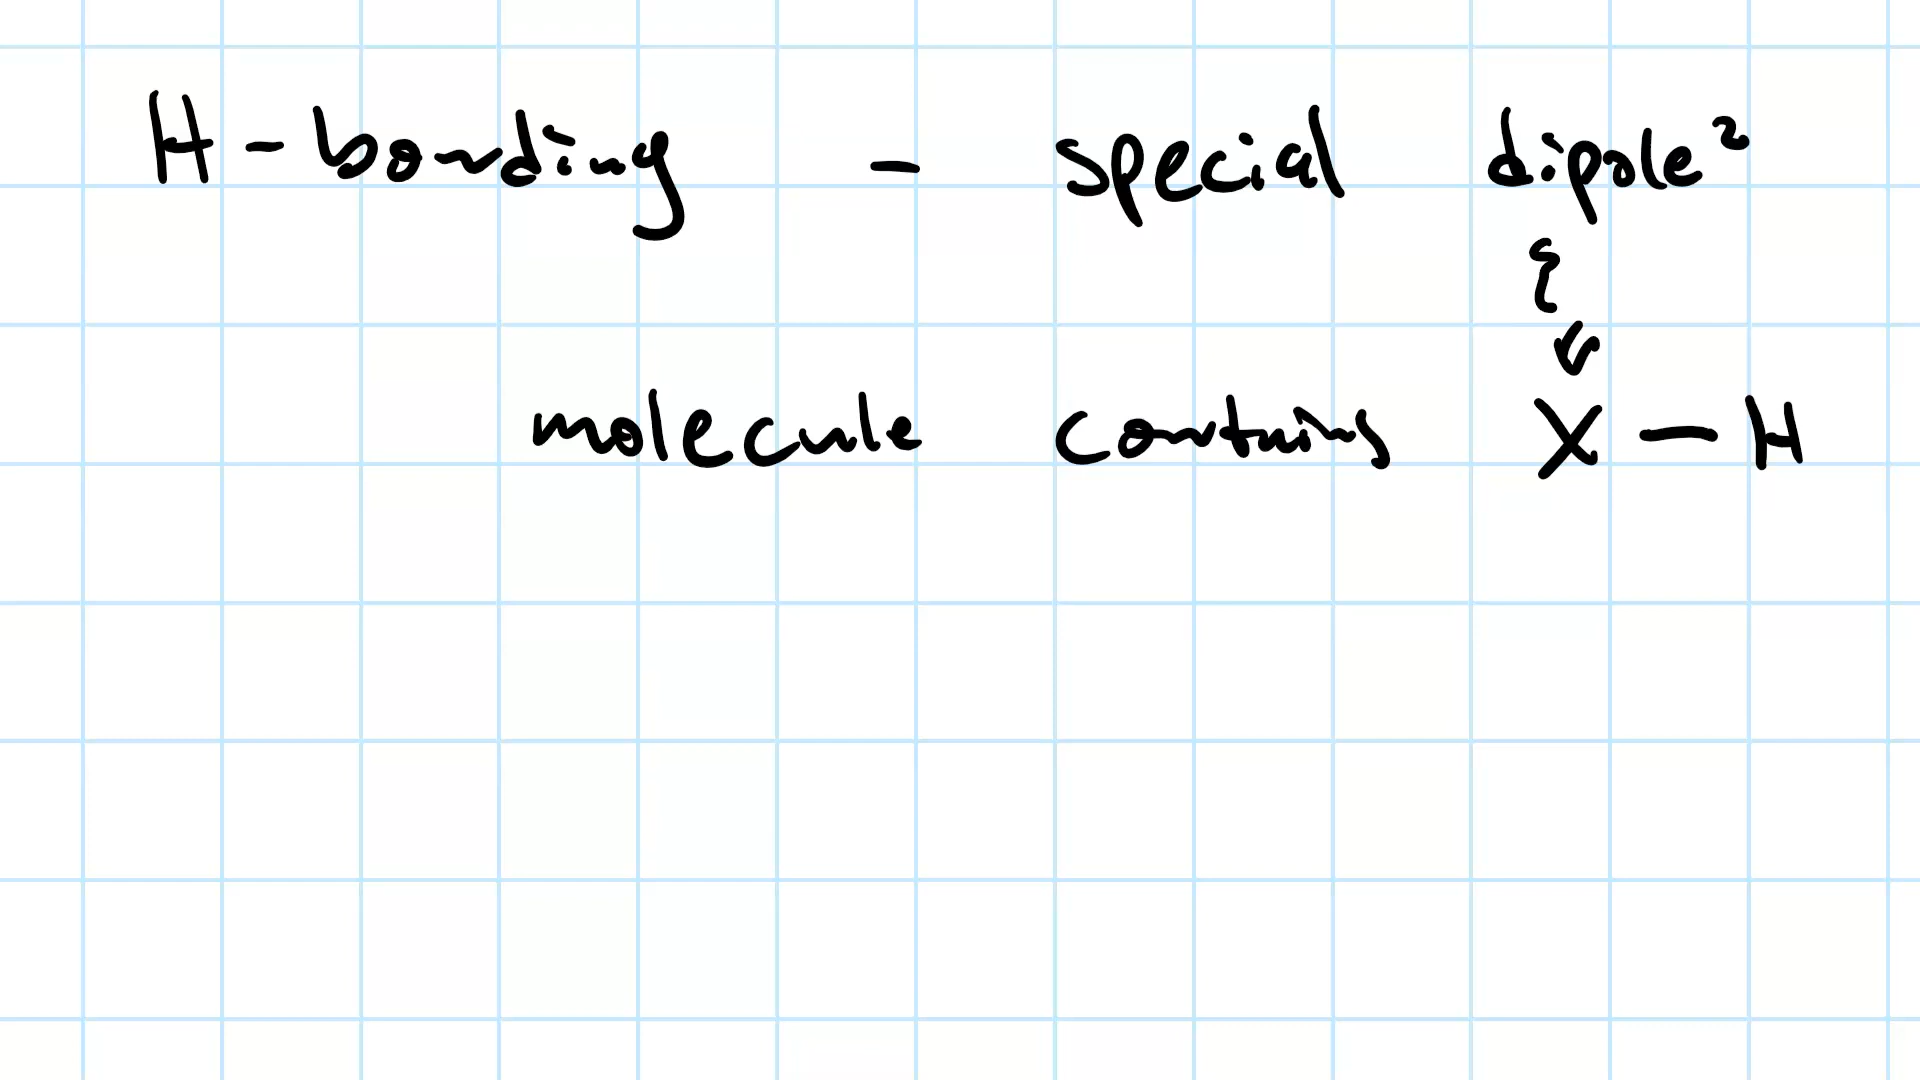 H-bonding - special dipole²
molecule contains X-H